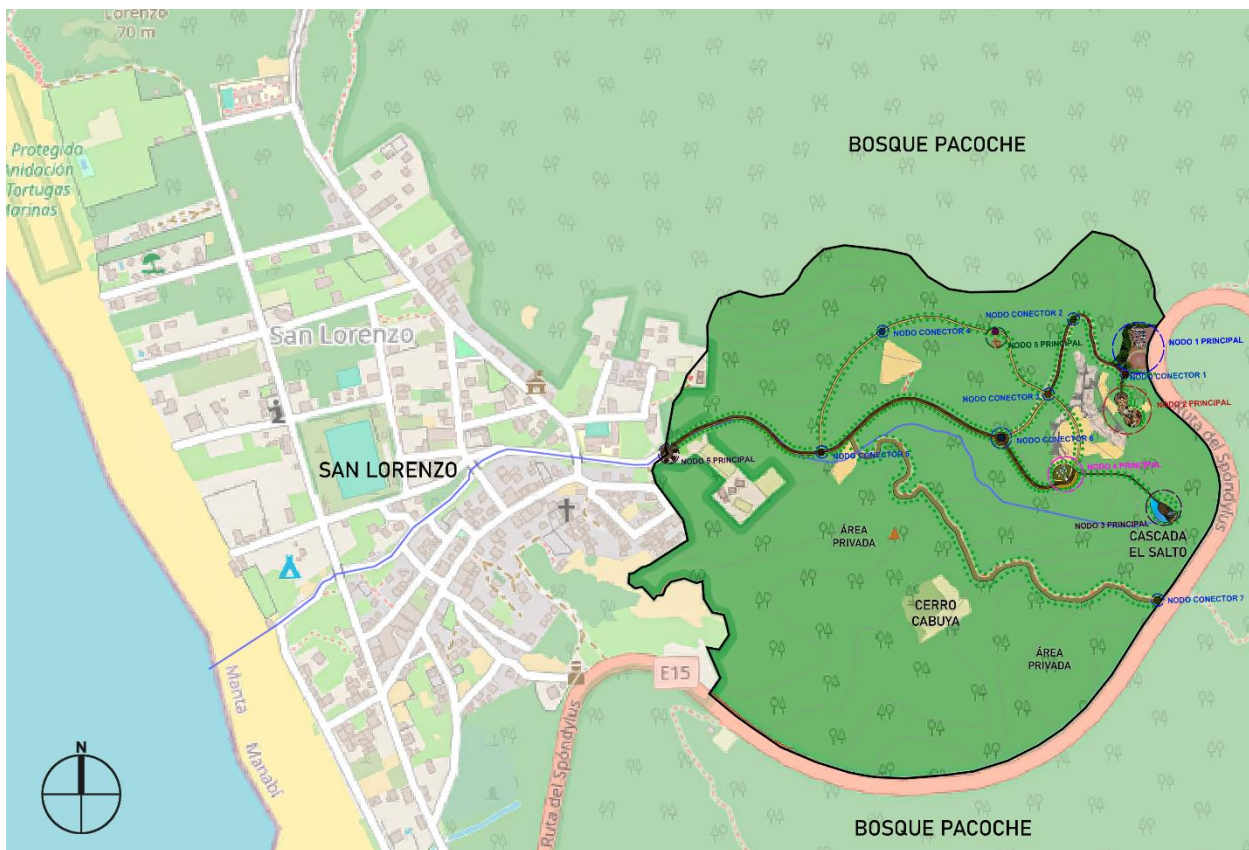 Lorenzo
70 m
BOSQUE PACOCHE
Protegido
Anidación
Tortugas
Marinas
San Lorenzo
NODO CONECTOR 2
NODO CONECTOR 4
NODO 5 PRINCIPAL
NODO 1 PRINCIPAL
NODO CONECTOR 1
NODO CONECTOR 3
NODO 2 PRINCIPAL
Ruta del Spóndylus
NODO CONECTOR 6
SAN LORENZO
NODO 5 PRINCIPAL
NODO CONECTOR 5
NODO 4 PRINCIPAL
NODO 3 PRINCIPAL
CASCADA
EL SALTO
ÁREA
PRIVADA
NODO CONECTOR 7
CERRO
CABUYA
ÁREA
PRIVADA
E15
Manta
Manabí
Ruta del Spóndylus
N
BOSQUE PACOCHE